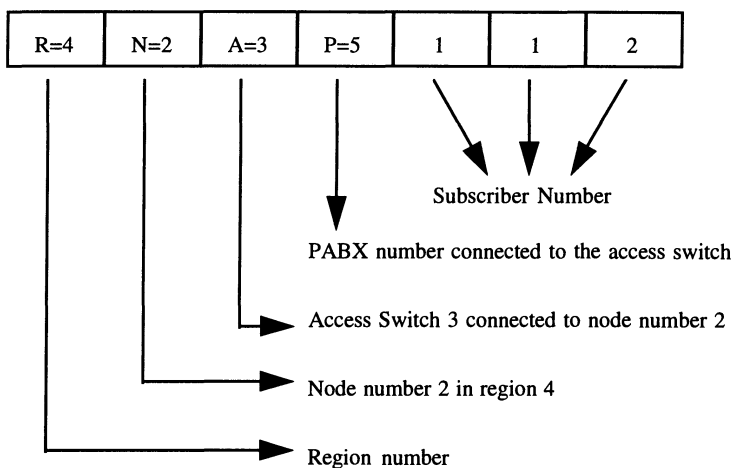 R=4 N=2 A=3 P=5 1 1 2
Subscriber Number
PABX number connected to the access switch
Access Switch 3 connected to node number 2
Node number 2 in region 4
Region number